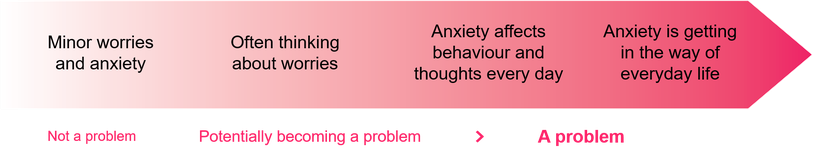 Minor worries
and anxiety
Often thinking
about worries
Anxiety affects
behaviour and
thoughts every day
Anxiety is getting
in the way of
everyday life
Not a problem
Potentially becoming a problem
>
A problem